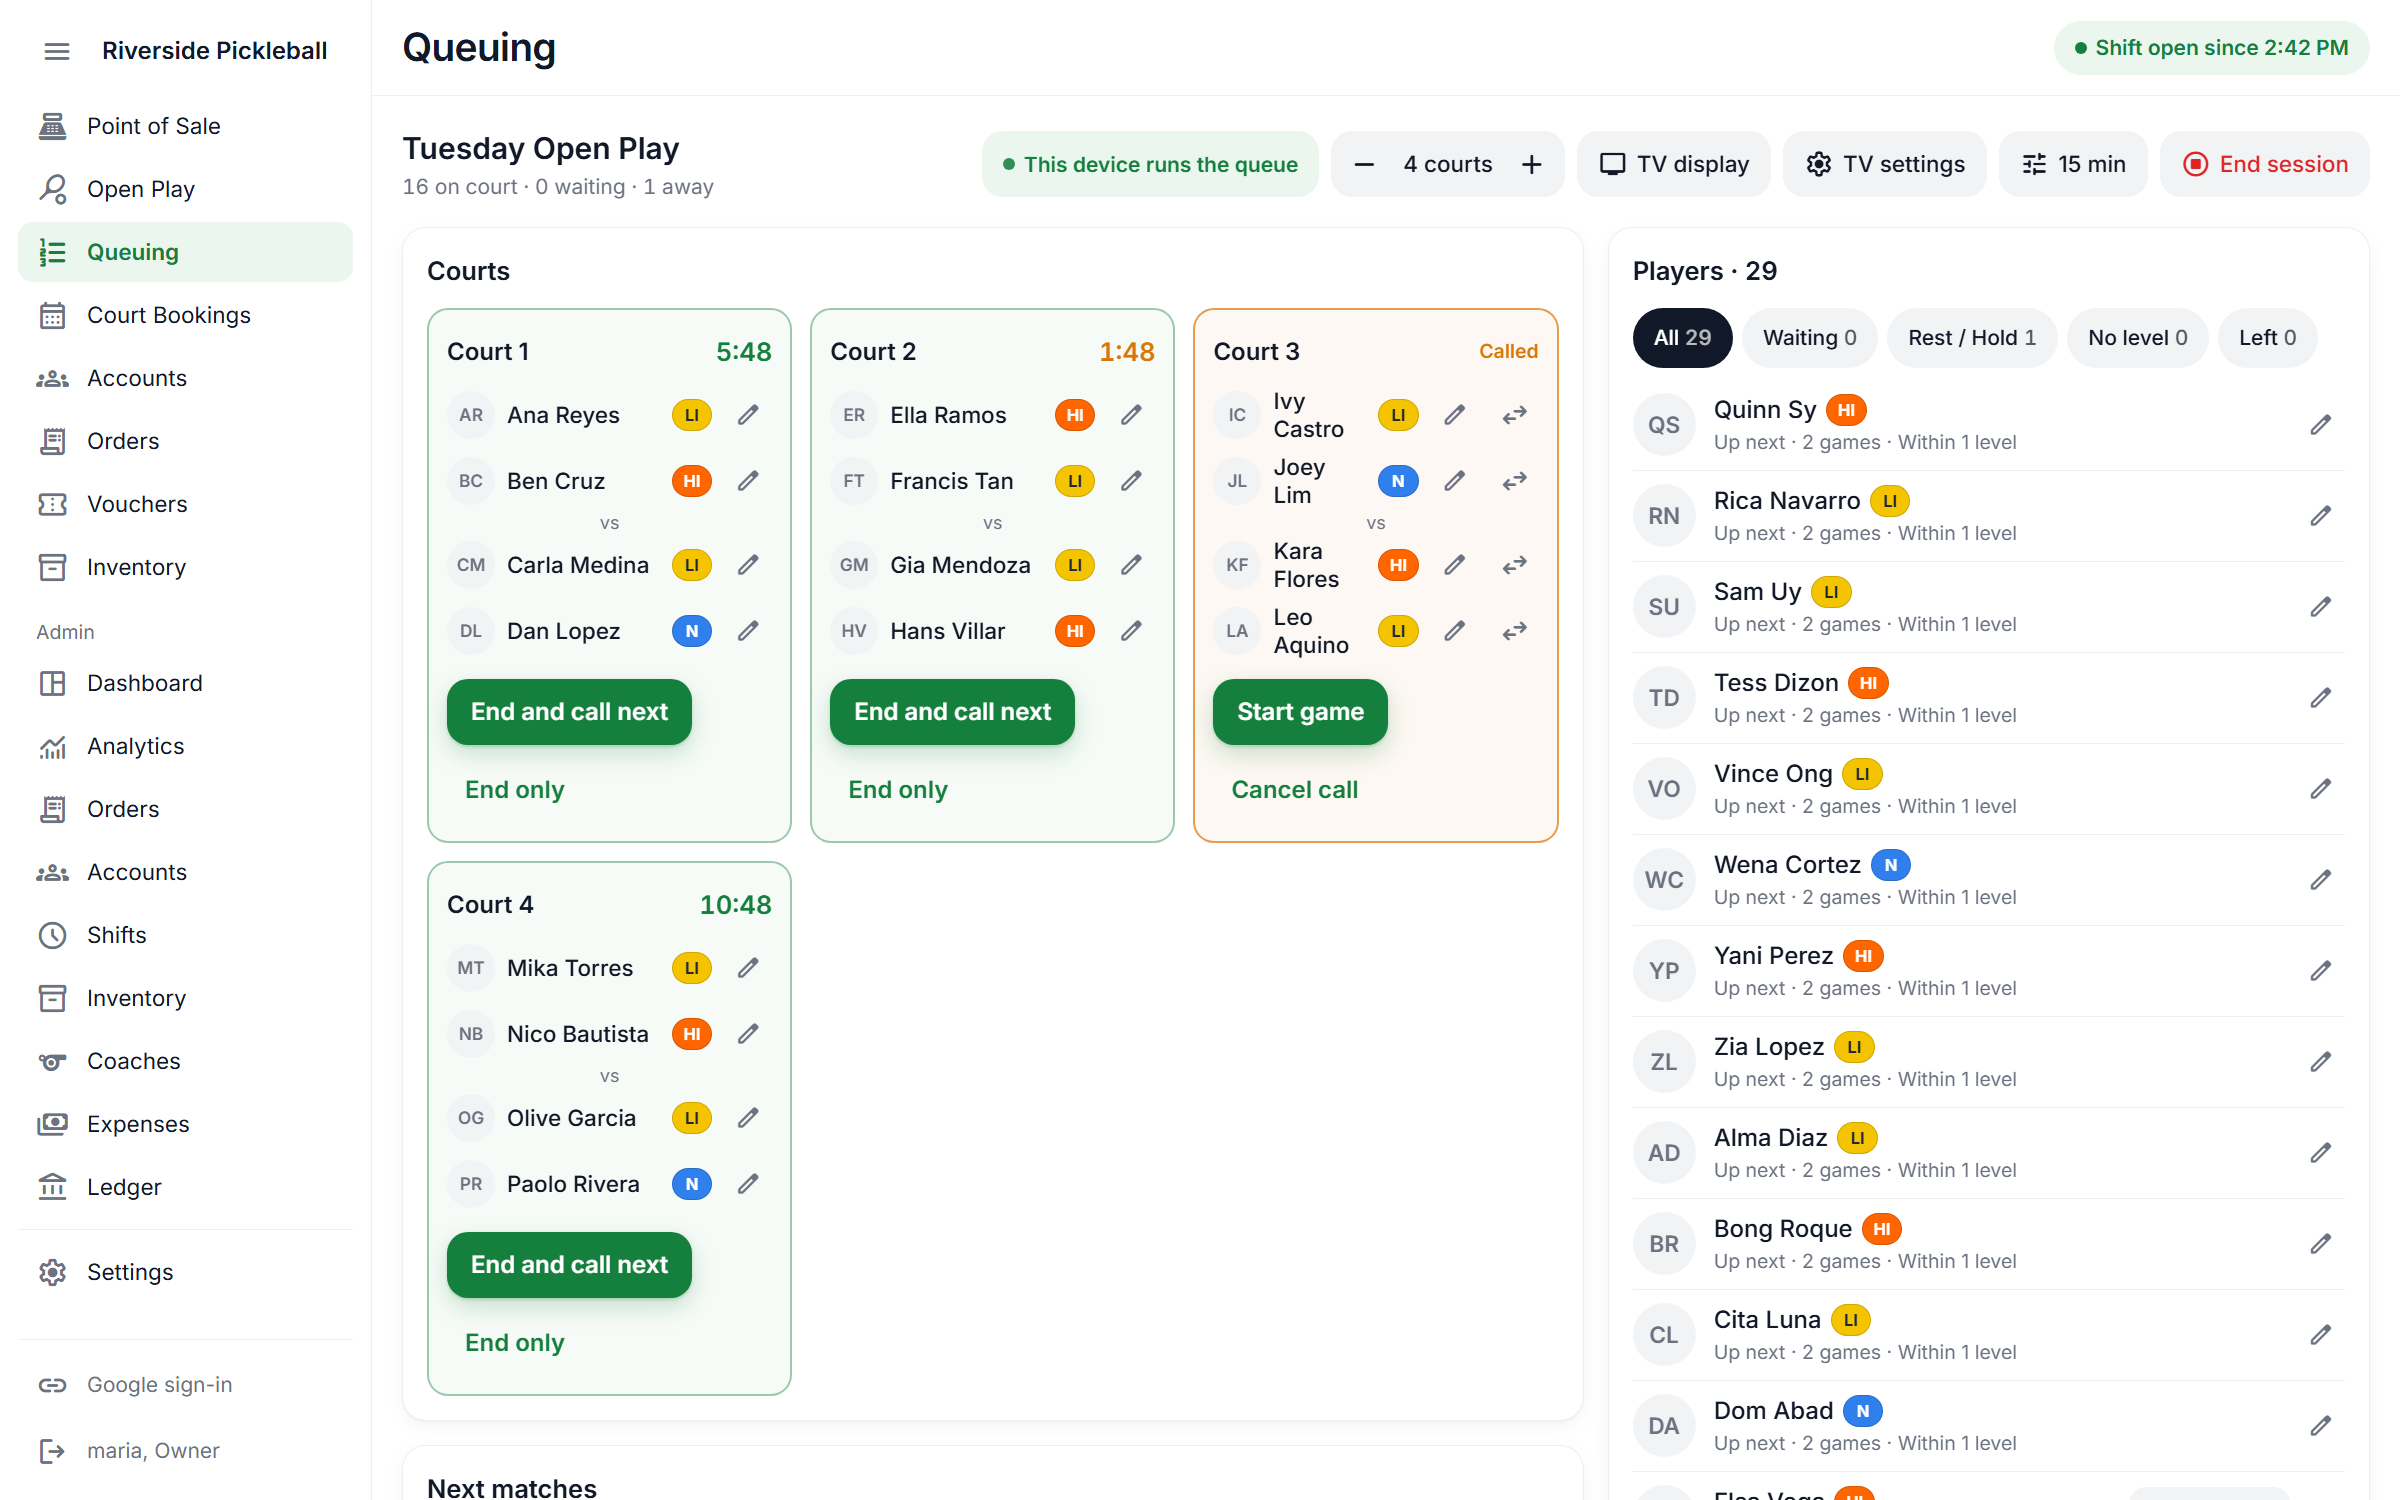 Riverside Pickleball
Point of Sale
Open Play
Queuing
Court Bookings
Accounts
Orders
Vouchers
Inventory
Admin
Dashboard
Analytics
Orders
Accounts
Shifts
Inventory
Coaches
Expenses
Ledger
Settings
Google sign-in
maria, Owner
Queuing
Shift open since 2:42 PM
Tuesday Open Play
16 on court · 0 waiting · 1 away
This device runs the queue
4 courts
TV display
TV settings
15 min
End session
Courts
Court 1 5:48
AR Ana Reyes LI
BC Ben Cruz HI
vs
CM Carla Medina LI
DL Dan Lopez N
End and call next
End only
Court 2 1:48
ER Ella Ramos HI
FT Francis Tan LI
vs
GM Gia Mendoza LI
HV Hans Villar HI
End and call next
End only
Court 3 Called
IC Ivy Castro LI
JL Joey Lim N
vs
KF Kara Flores HI
LA Leo Aquino LI
Start game
Cancel call
Court 4 10:48
MT Mika Torres LI
NB Nico Bautista HI
vs
OG Olive Garcia LI
PR Paolo Rivera N
End and call next
End only
Next matches
Players · 29
All 29
Waiting 0
Rest / Hold 1
No level 0
Left 0
QS Quinn Sy HI
Up next · 2 games · Within 1 level
RN Rica Navarro LI
Up next · 2 games · Within 1 level
SU Sam Uy LI
Up next · 2 games · Within 1 level
TD Tess Dizon HI
Up next · 2 games · Within 1 level
VO Vince Ong LI
Up next · 2 games · Within 1 level
WC Wena Cortez N
Up next · 2 games · Within 1 level
YP Yani Perez HI
Up next · 2 games · Within 1 level
ZL Zia Lopez LI
Up next · 2 games · Within 1 level
AD Alma Diaz LI
Up next · 2 games · Within 1 level
BR Bong Roque HI
Up next · 2 games · Within 1 level
CL Cita Luna LI
Up next · 2 games · Within 1 level
DA Dom Abad N
Up next · 2 games · Within 1 level